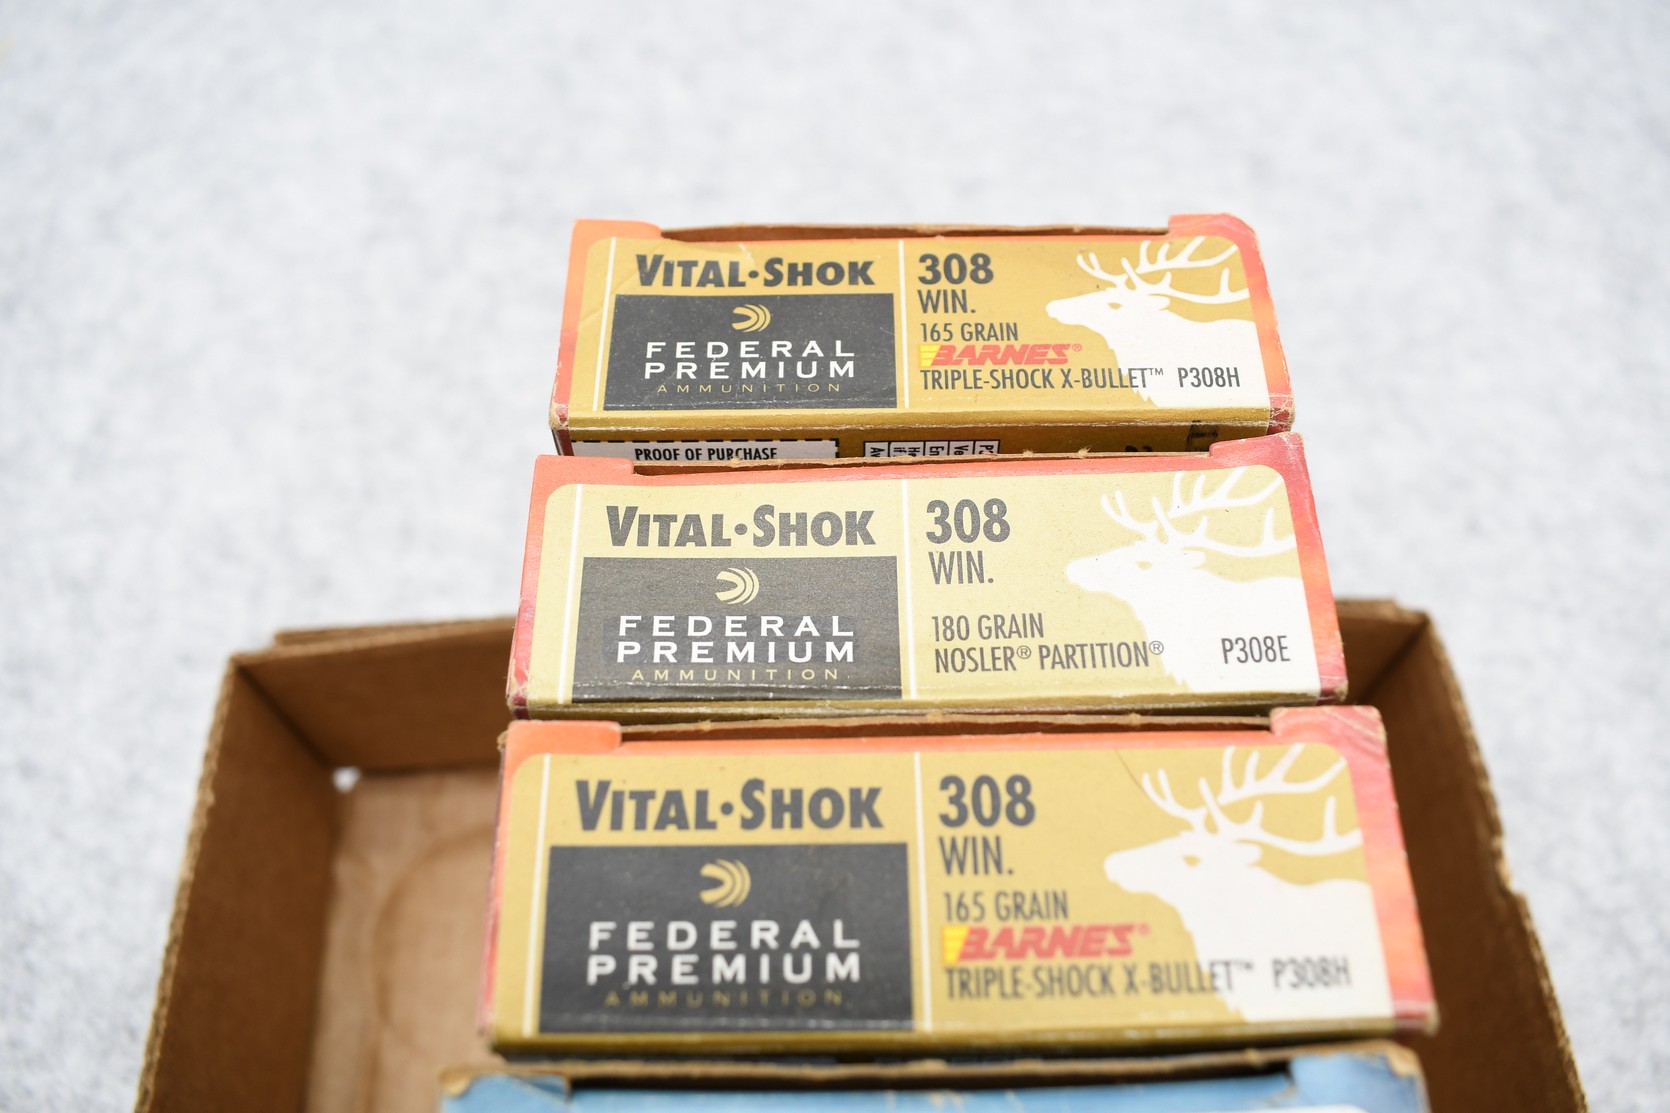 VITAL•SHOK
FEDERAL
PREMIUM
AMMUNITION
308
WIN.
165 GRAIN
BARNES®
TRIPLE-SHOCK X-BULLET™ P308H
PROOF OF PURCHASE
VITAL•SHOK
FEDERAL
PREMIUM
AMMUNITION
308
WIN.
180 GRAIN
NOSLER® PARTITION® P308E
VITAL•SHOK
FEDERAL
PREMIUM
AMMUNITION
308
WIN.
165 GRAIN
BARNES®
TRIPLE-SHOCK X-BULLET™ P308H